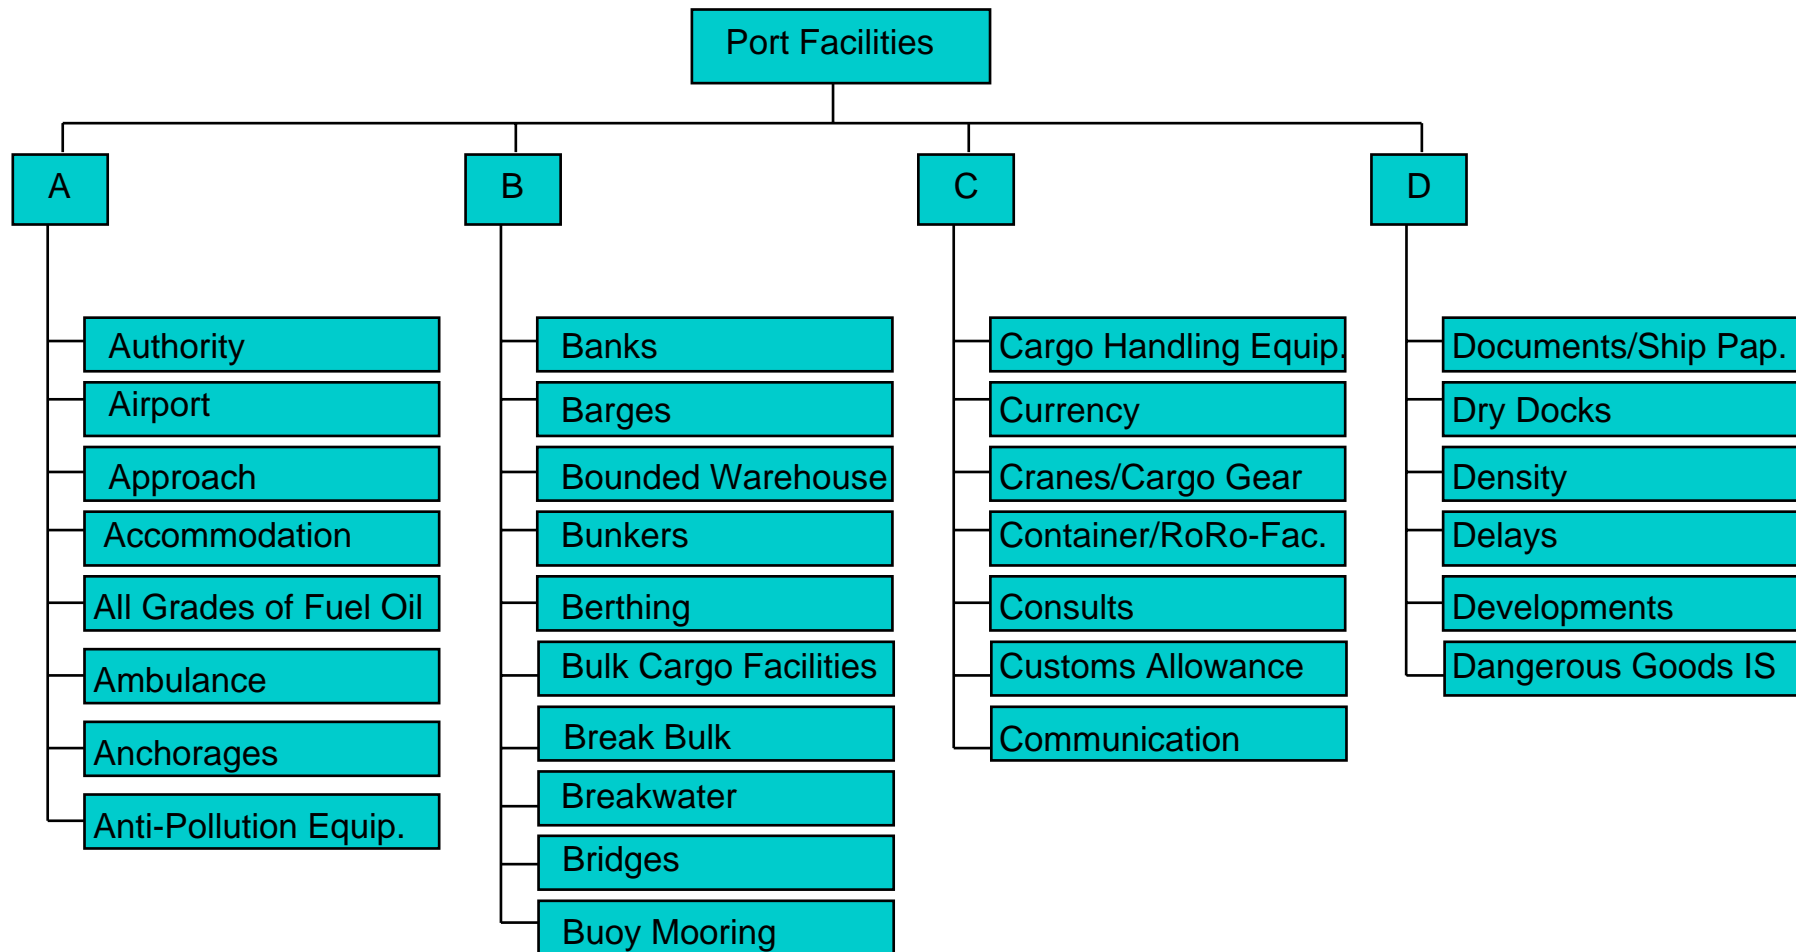 Port Facilities
A
B
C
D
Authority
Airport
Approach
Accommodation
All Grades of Fuel Oil
Ambulance
Anchorages
Anti-Pollution Equip.
Banks
Barges
Bounded Warehouse
Bunkers
Berthing
Bulk Cargo Facilities
Break Bulk
Breakwater
Bridges
Buoy Mooring
Cargo Handling Equip.
Currency
Cranes/Cargo Gear
Container/RoRo-Fac.
Consults
Customs Allowance
Communication
Documents/Ship Pap.
Dry Docks
Density
Delays
Developments
Dangerous Goods IS